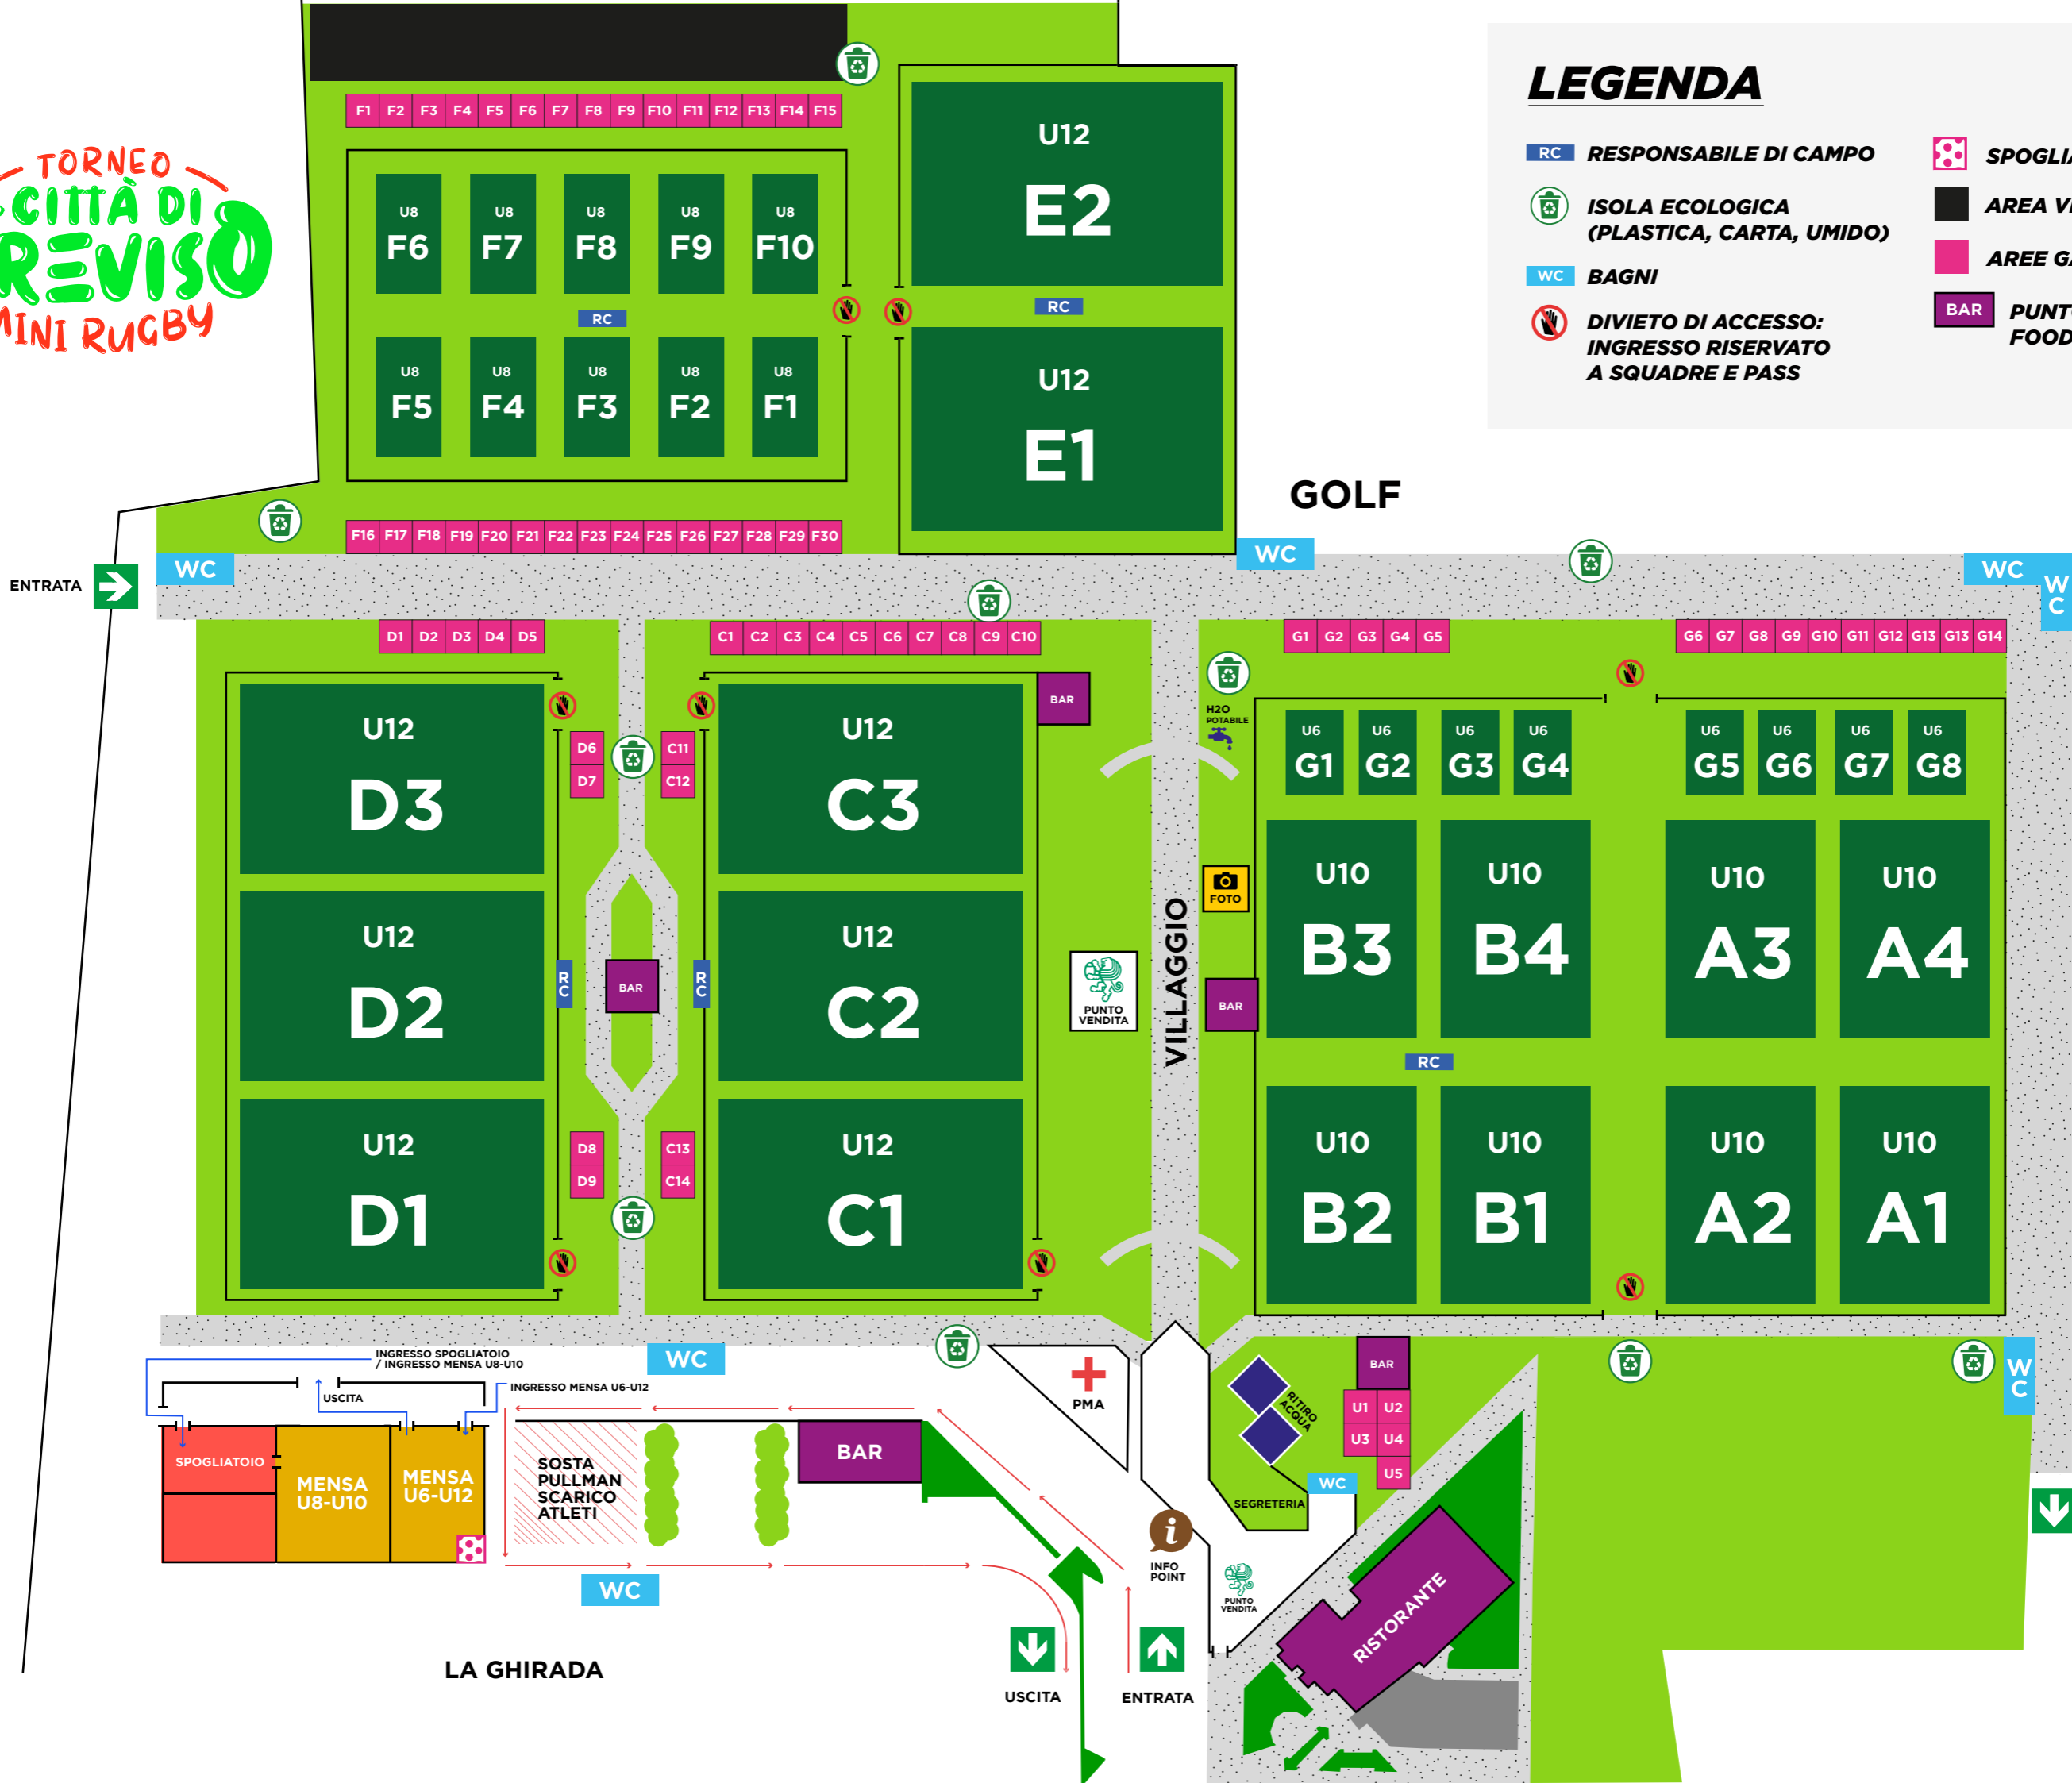 TORNEO
CITTÀ DI
MINI RUGBY
F1 F2 F3 F4 F5 F6 F7 F8 F9 F10 F11 F12 F13 F14 F15
U8 U8 U8 U8 U8
F6 F7 F8 F9 F10
RC
U8 U8 U8 U8 U8
F5 F4 F3 F2 F1
F16 F17 F18 F19 F20 F21 F22 F23 F24 F25 F26 F27 F28 F29 F30
U12
E2
RC
U12
E1
LEGENDA
RC RESPONSABILE DI CAMPO
ISOLA ECOLOGICA
(PLASTICA, CARTA, UMIDO)
WC BAGNI
DIVIETO DI ACCESSO:
INGRESSO RISERVATO
A SQUADRE E PASS
BAR
GOLF
ENTRATA
WC
WC
WC
WC
D1 D2 D3 D4 D5
C1 C2 C3 C4 C5 C6 C7 C8 C9 C10
G1 G2 G3 G4 G5
G6 G7 G8 G9 G10 G11 G12 G13 G13 G14
U12
D3
U12
D2
U12
D1
D6
D7
C11
C12
RC
BAR
RC
D8
D9
C13
C14
U12
C3
U12
C2
U12
C1
BAR
PUNTO
VENDITA
VILLAGGIO
H2O
POTABILE
FOTO
BAR
U6 U6 U6 U6 U6 U6 U6 U6
G1 G2 G3 G4 G5 G6 G7 G8
U10 U10 U10 U10
B3 B4 A3 A4
RC
U10 U10 U10 U10
B2 B1 A2 A1
INGRESSO SPOGLIATOIO
/ INGRESSO MENSA U8-U10
USCITA
INGRESSO MENSA U6-U12
WC
SPOGLIATOIO
MENSA
U8-U10
MENSA
U6-U12
SOSTA
PULLMAN
SCARICO
ATLETI
BAR
WC
LA GHIRADA
PMA
INFO
POINT
USCITA
ENTRATA
RITIRO
ACQUA
SEGRETERIA
WC
PUNTO
VENDITA
BAR
U1 U2
U3 U4
U5
RISTORANTE
WC